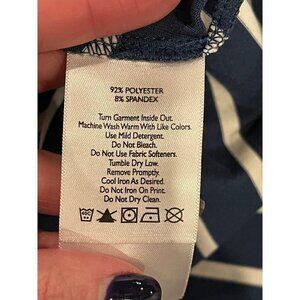 92% POLYESTER
8% SPANDEX
Turn Garment Inside Out.
Machine Wash Warm With Like Colors.
Use Mild Detergent.
Do Not Bleach.
Do Not Use Fabric Softeners.
Tumble Dry Low.
Remove Promptly.
Cool Iron As Desired.
Do Not Iron On Print.
Do Not Dry Clean.